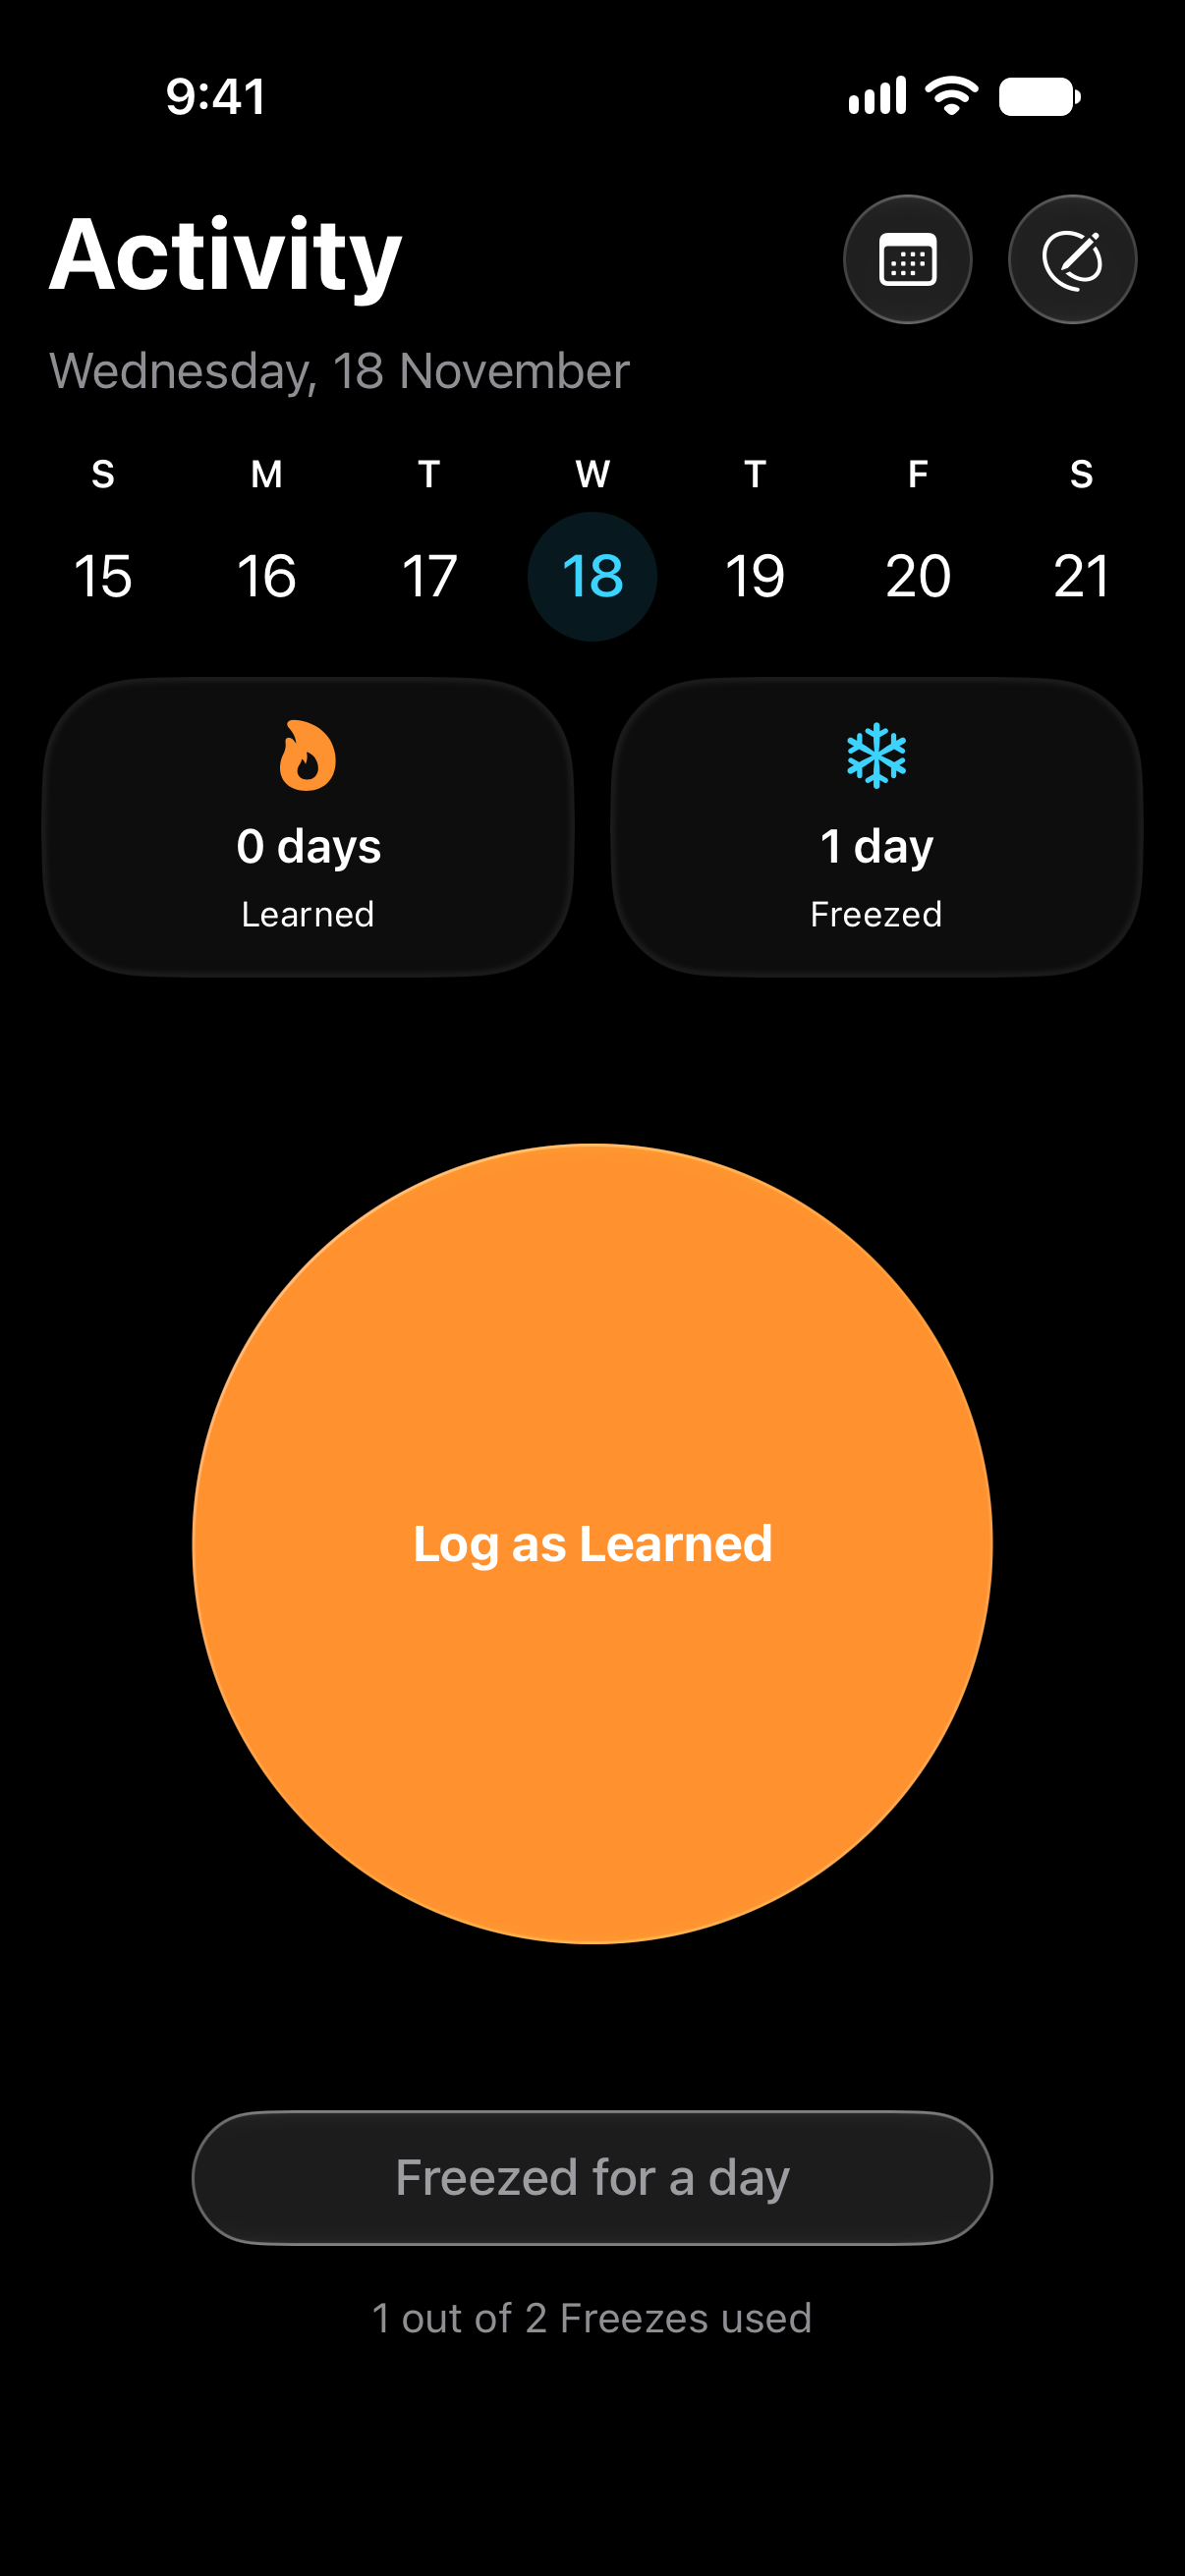 9:41
Activity
Wednesday, 18 November
S M T W T F S
15 16 17 18 19 20 21
0 days 1 day
Learned Freezed
Log as Learned
Freezed for a day
1 out of 2 Freezes used